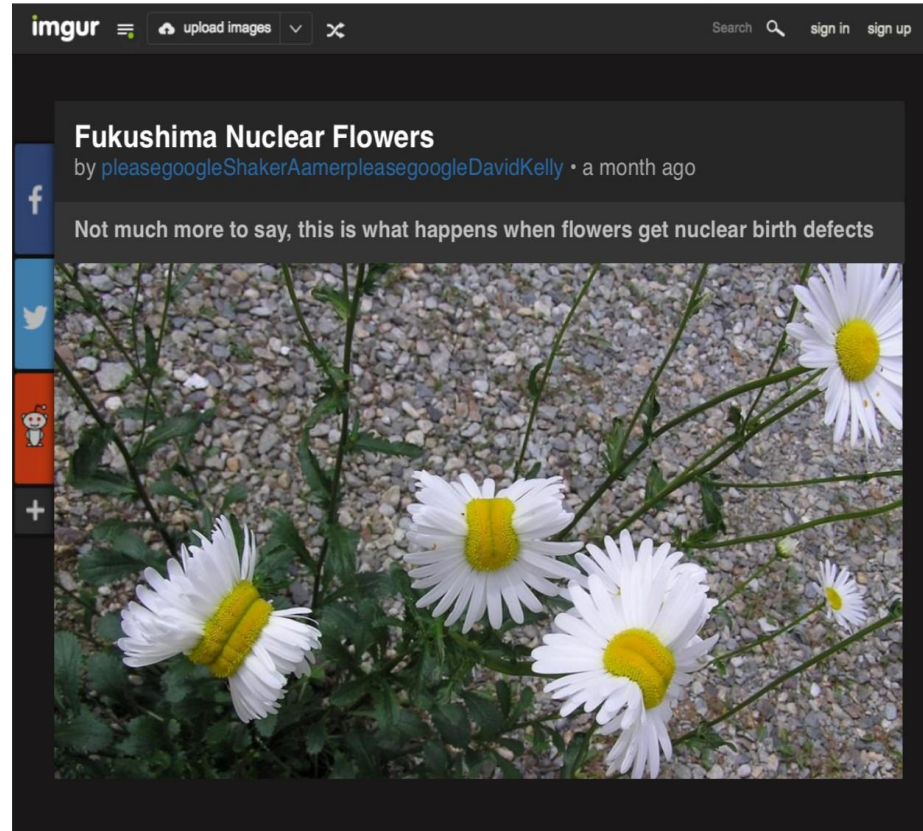 imgur
upload images
Search
sign in sign up
Fukushima Nuclear Flowers
by pleasegoogleShakerAamerpleasegoogleDavidKelly • a month ago
Not much more to say, this is what happens when flowers get nuclear birth defects